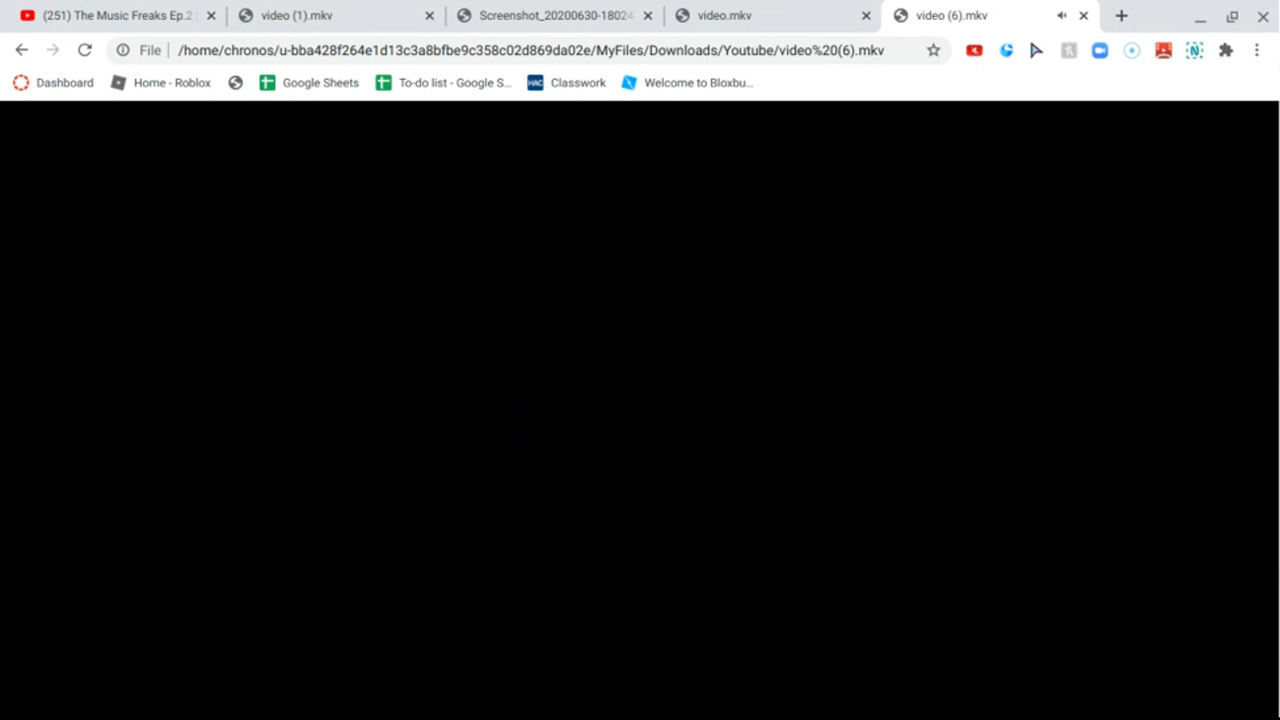 (251) The Music Freaks Ep.2
video (1).mkv
Screenshot_20200630-18024
video.mkv
video (6).mkv
File
/home/chronos/u-bba428f264e1d13c3a8bfbe9c358c02d869da02e/MyFiles/Downloads/Youtube/video%20(6).mkv
Dashboard
Home - Roblox
Google Sheets
To-do list - Google S...
HAC
Classwork
Welcome to Bloxbu...